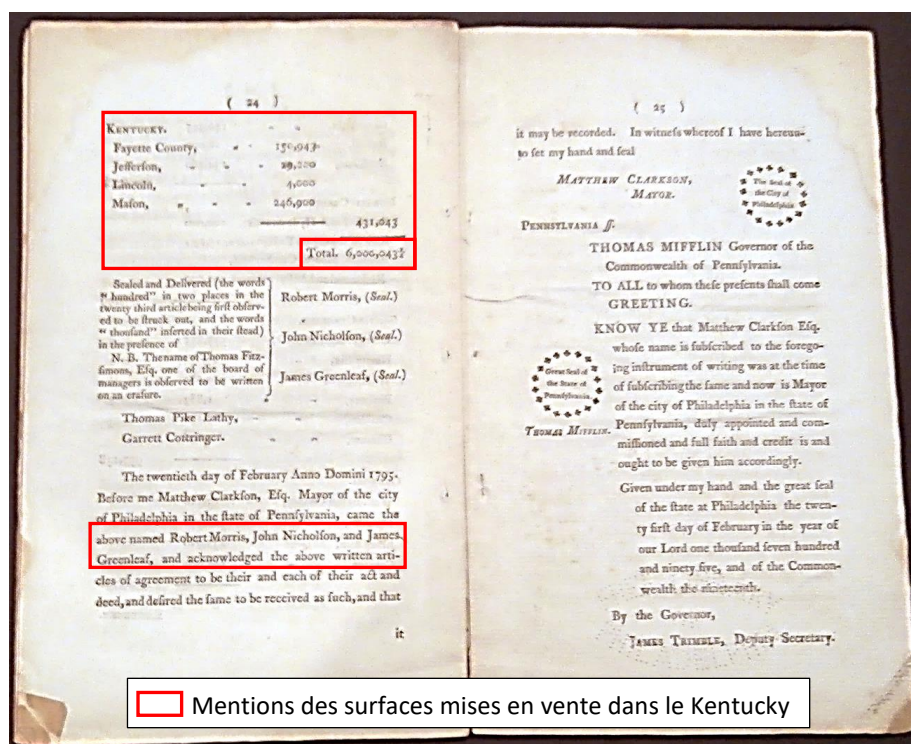 ( 24 )
KENTUCKY.
Fayette County, " - 150,943
Jefferſon, - - - 29,200
Lincoln, - - 4,000
Maſon, " - 246,900
431,043
Total. 6,000,043½
Sealed and Delivered (the words
" hundred" in two places in the
twenty third article being firſt obſerv-
ed to be ſtruck out, and the words
" thouſand" inſerted in their ſtead)
in the preſence of
N. B. The name of Thomas Fitz-
ſimons, Eſq. one of the board of
managers is obſerved to be written
on an eraſure.
Robert Morris, (Seal.)
John Nicholſon, (Seal.)
James Greenleaf, (Seal.)
Thomas Pike Lathy,
Garrett Cottringer.
The twentieth day of February Anno Domini 1795.
Before me Matthew Clarkſon, Eſq. Mayor of the city
of Philadelphia in the ſtate of Pennſylvania, came the
above named Robert Morris, John Nicholſon, and James
Greenleaf, and acknowledged the above written arti-
cles of agreement to be their and each of their act and
deed, and deſired the ſame to be received as ſuch, and that
it
( 25 )
it may be recorded. In witneſs whereof I have hereun-
to ſet my hand and ſeal
MATTHEW CLARKSON,
MAYOR.
The Seal of
the City of
Philadelphia
PENNSYLVANIA ſſ.
THOMAS MIFFLIN Governor of the
Commonwealth of Pennſylvania.
TO ALL to whom theſe preſents ſhall come
GREETING.
KNOW YE that Matthew Clarkſon Eſq.
whoſe name is ſubſcribed to the forego-
ing inſtrument of writing was at the time
of ſubſcribing the ſame and now is Mayor
of the city of Philadelphia in the ſtate of
Pennſylvania, duly appointed and com-
miſſioned and full faith and credit is and
ought to be given him accordingly.
Great Seal of
the State of
Pennſylvania.
THOMAS MIFFLIN.
Given under my hand and the great ſeal
of the ſtate at Philadelphia the twen-
ty firſt day of February in the year of
our Lord one thouſand ſeven hundred
and ninety five, and of the Common-
wealth the nineteenth.
By the Governor,
JAMES TRIMBLE, Deputy Secretary.
Mentions des surfaces mises en vente dans le Kentucky